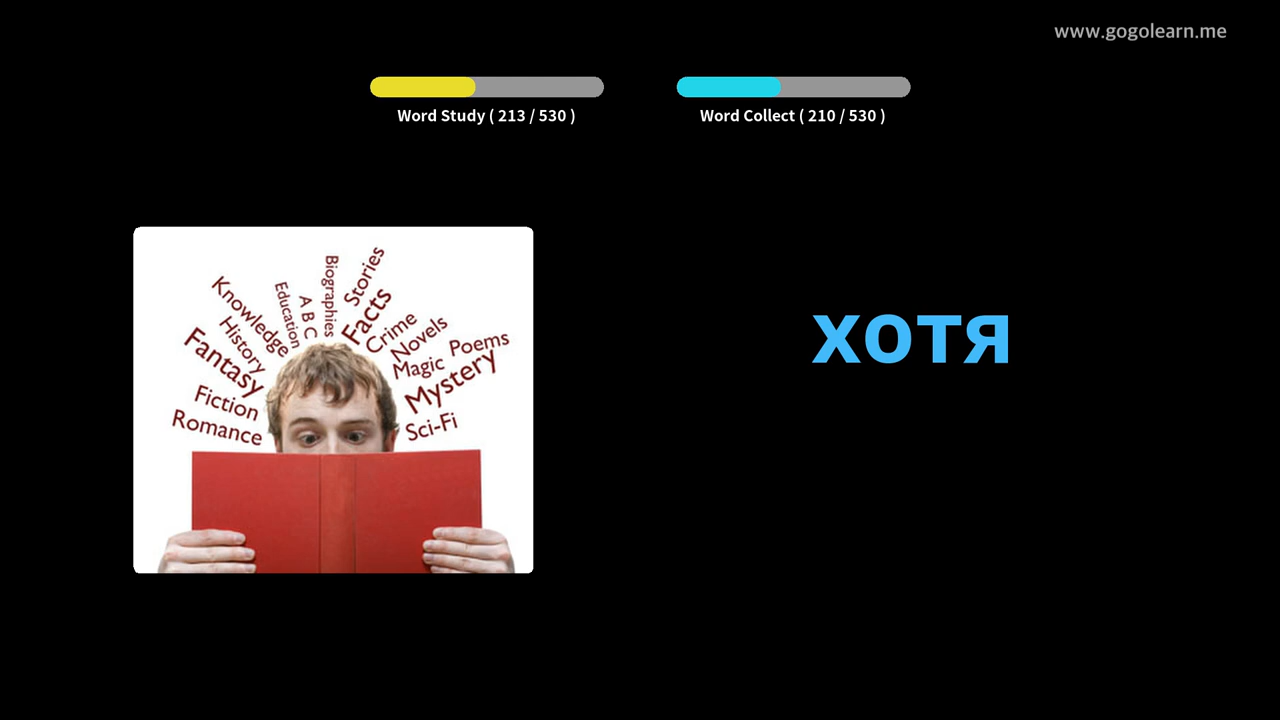 www.gogolearn.me
Word Study ( 213 / 530 )
Word Collect ( 210 / 530 )
Biographies
Stories
Knowledge
Education
A B C
Facts
Crime
History
Novels
Poems
Fantasy
Magic
Mystery
Fiction
Romance
Sci-Fi
хотя